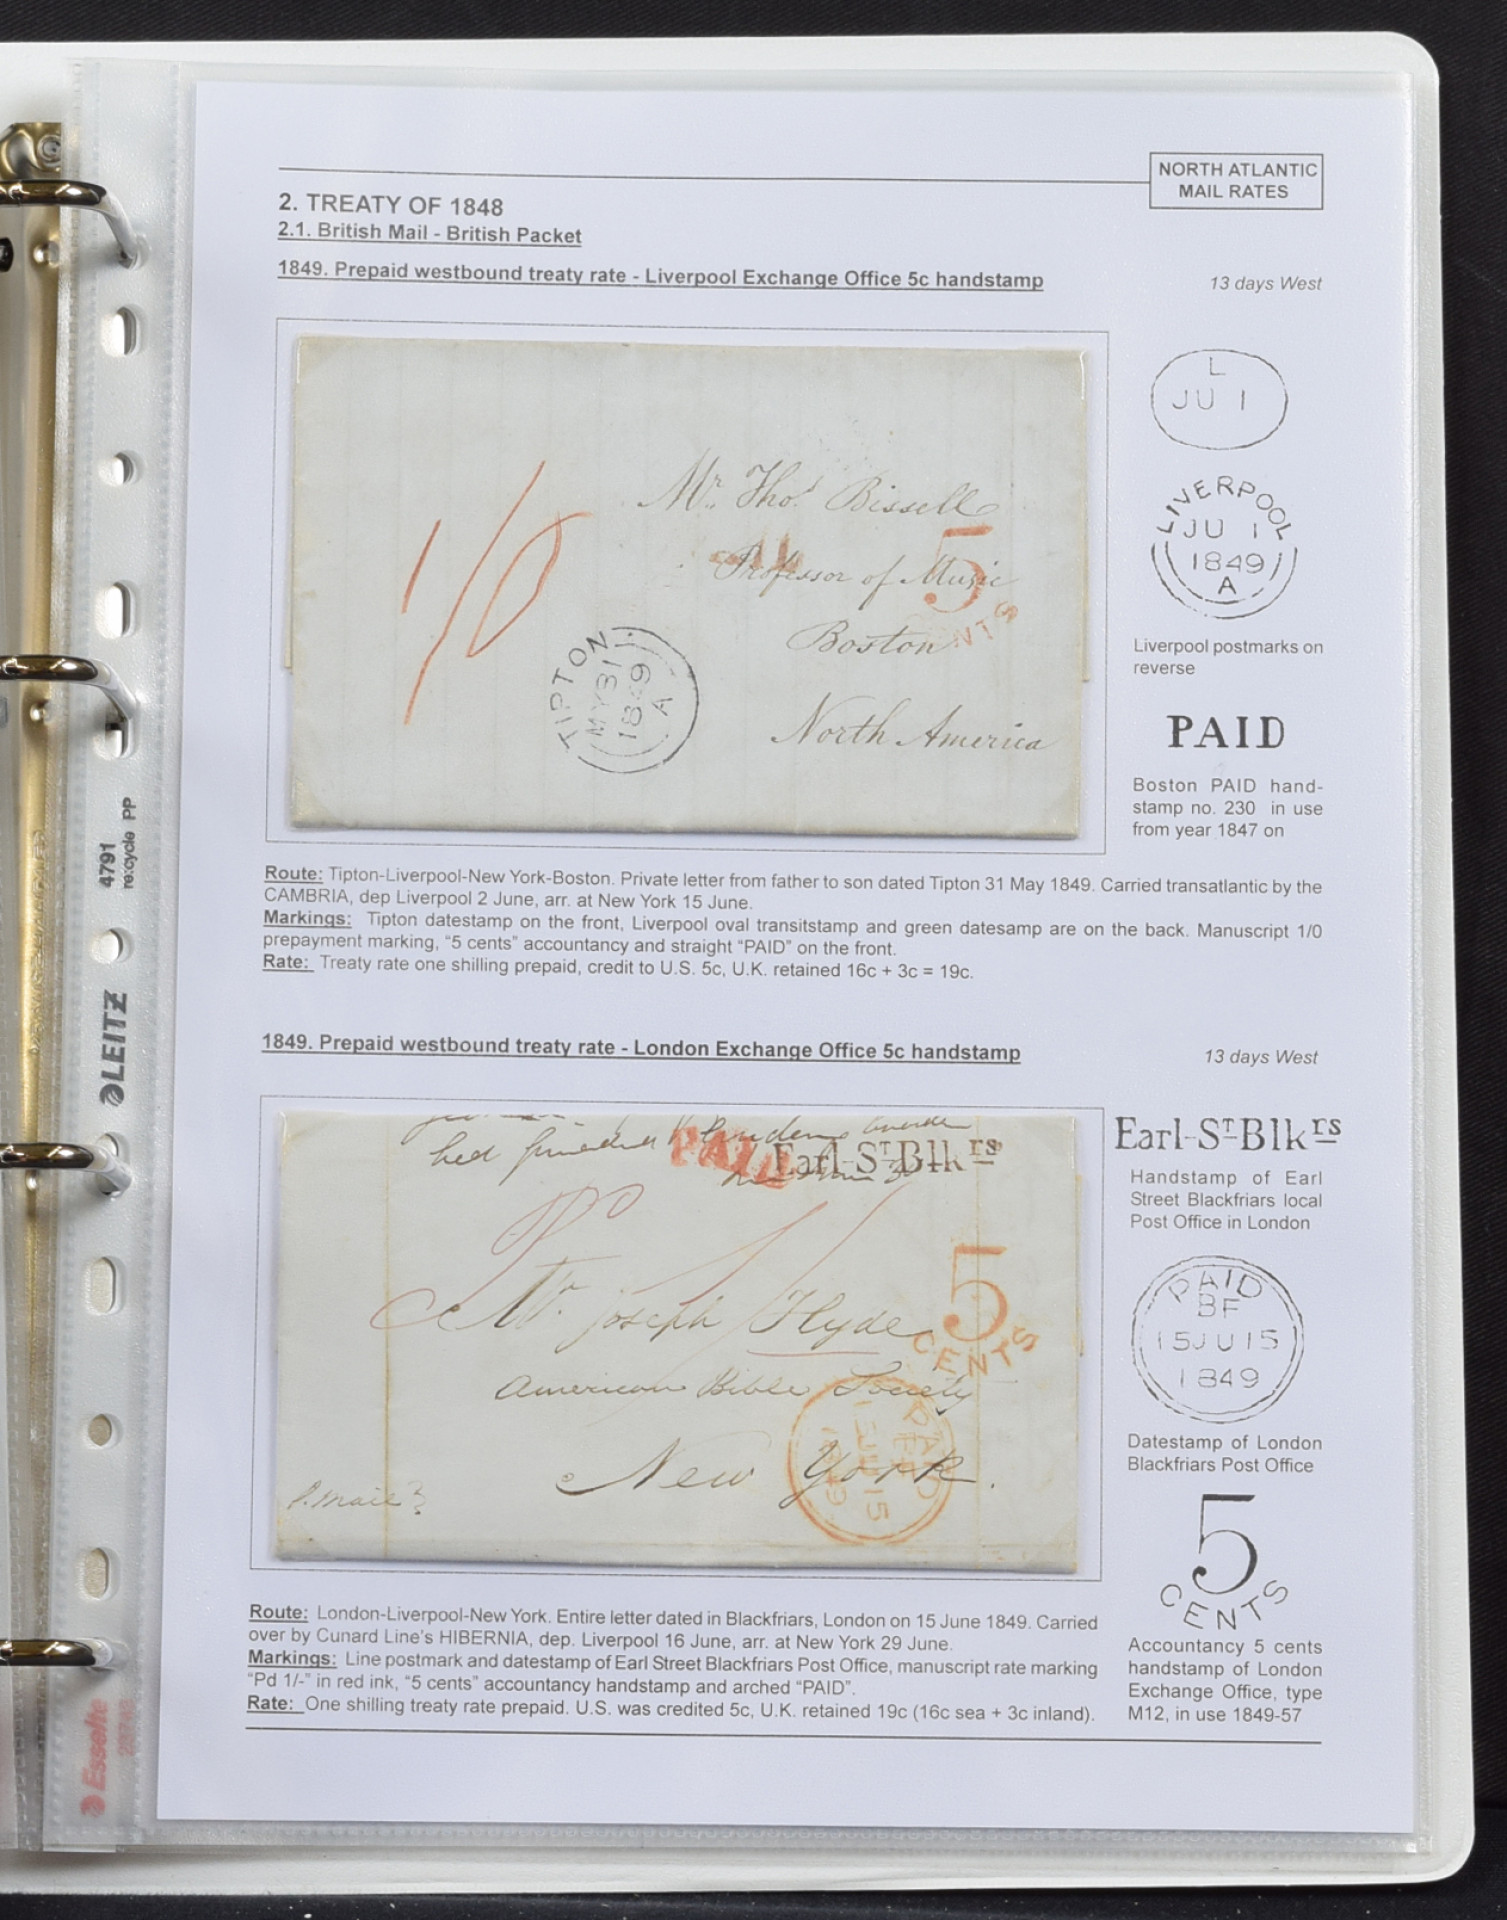 NORTH ATLANTIC
MAIL RATES
2. TREATY OF 1848
2.1. British Mail - British Packet
1849. Prepaid westbound treaty rate - Liverpool Exchange Office 5c handstamp
13 days West
L
JU 1
LIVERPOOL
JU 1
1849
A
Liverpool postmarks on
reverse
PAID
Boston PAID hand-
stamp no. 230 in use
from year 1847 on
1/0
Mr. Thos. Bissell
Professor of Music
Boston
North America
5
CENTS
TIPTON
MY 31
1849
A
Route: Tipton-Liverpool-New York-Boston. Private letter from father to son dated Tipton 31 May 1849. Carried transatlantic by the
CAMBRIA, dep Liverpool 2 June, arr. at New York 15 June.
Markings: Tipton datestamp on the front, Liverpool oval transitstamp and green datesamp are on the back. Manuscript 1/0
prepayment marking, “5 cents” accountancy and straight “PAID” on the front.
Rate: Treaty rate one shilling prepaid, credit to U.S. 5c, U.K. retained 16c + 3c = 19c.
1849. Prepaid westbound treaty rate - London Exchange Office 5c handstamp
13 days West
PAID
Earl-St-Blkrs
Mr. Joseph Hyde
American Bible Society
New York.
5
CENTS
PAID
15JU15
1849
Earl-St-Blkrs
Handstamp of Earl
Street Blackfriars local
Post Office in London
PAID
BF
15JU15
1849
Datestamp of London
Blackfriars Post Office
5
CENTS
Accountancy 5 cents
handstamp of London
Exchange Office, type
M12, in use 1849-57
Route: London-Liverpool-New York. Entire letter dated in Blackfriars, London on 15 June 1849. Carried
over by Cunard Line's HIBERNIA, dep. Liverpool 16 June, arr. at New York 29 June.
Markings: Line postmark and datestamp of Earl Street Blackfriars Post Office, manuscript rate marking
“Pd 1/-” in red ink, “5 cents” accountancy handstamp and arched “PAID”.
Rate: One shilling treaty rate prepaid. U.S. was credited 5c, U.K. retained 19c (16c sea + 3c inland).
4791
re:cycle PP
LEITZ
Esselte